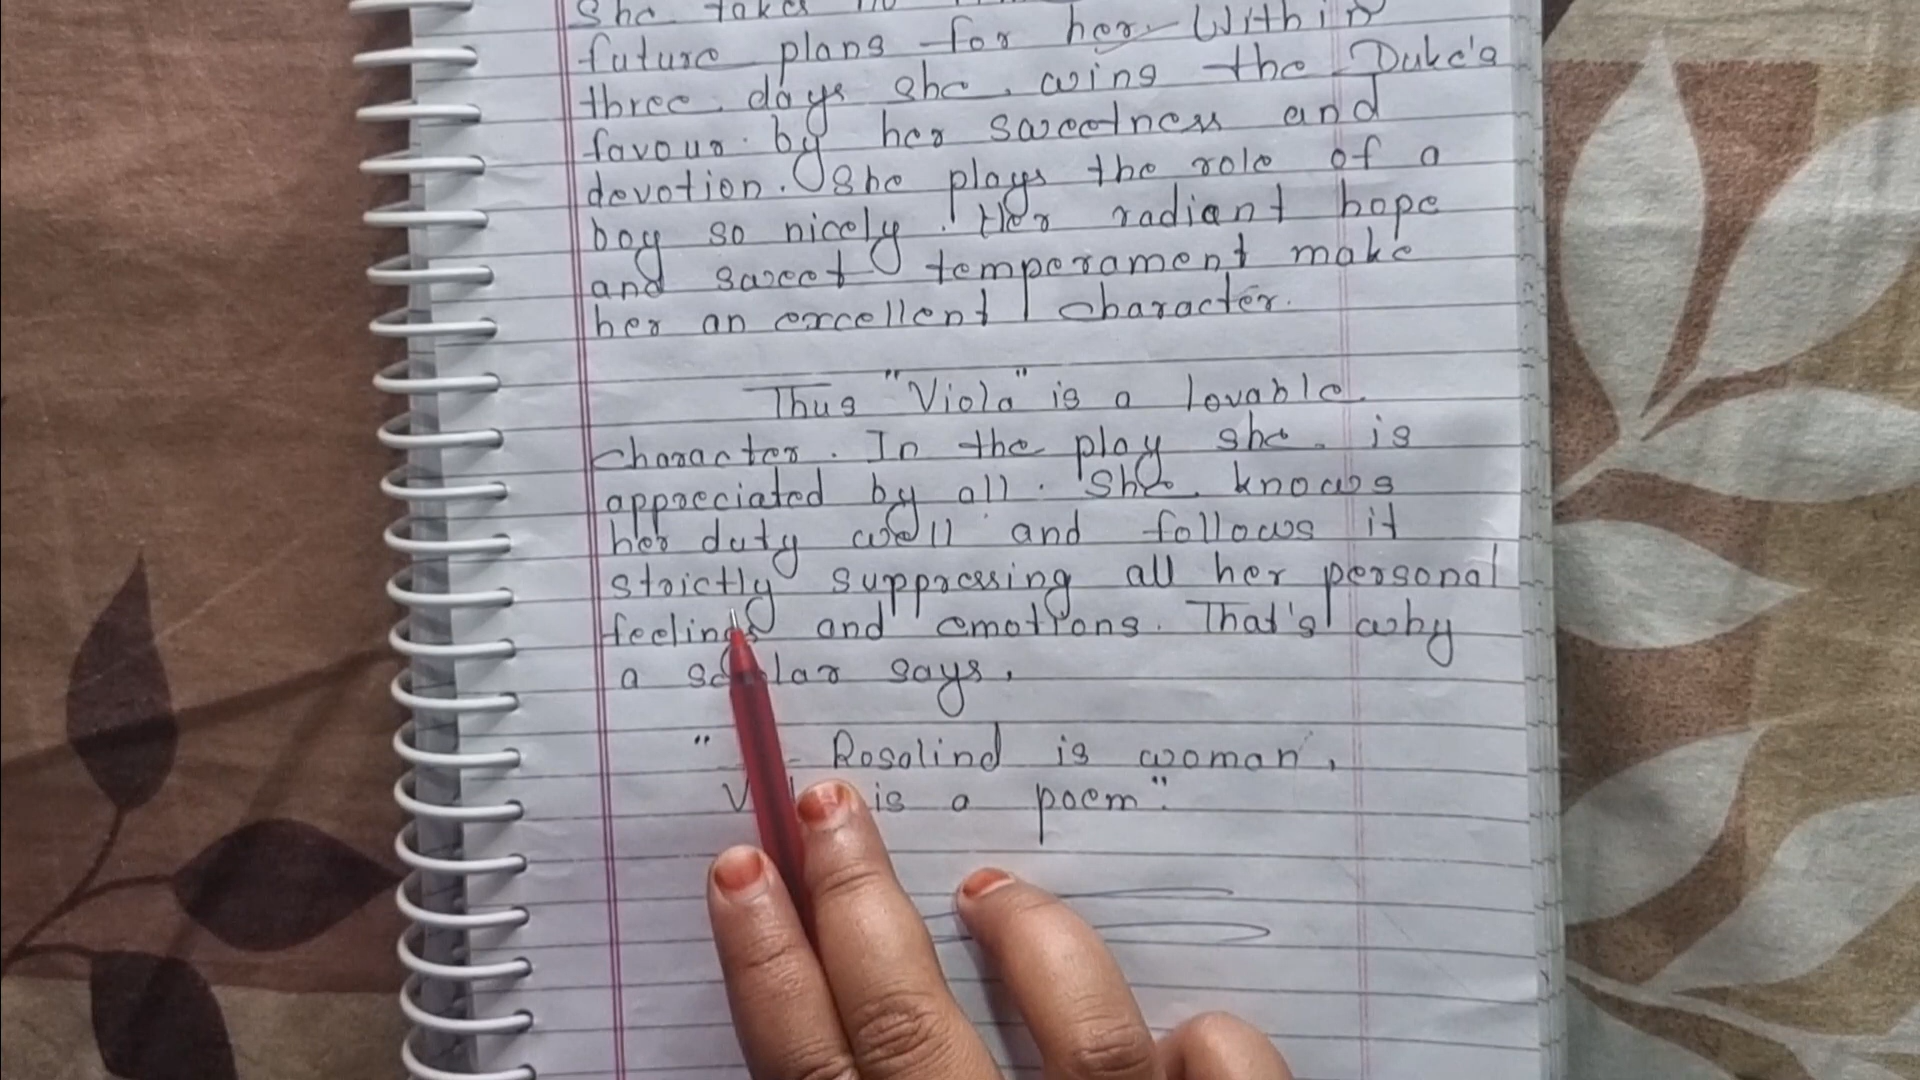 She takes
future plans for her. Within
three days she wins the Duke's
favour by her sweetness and
devotion. She plays the role of a
boy so nicely. Her radiant hope
and sweet temperament make
her an excellent character.
Thus "Viola" is a lovable
character. In the play she is
appreciated by all. She knows
her duty well and follows it
strictly suppressing all her personal
feelings and emotions. That's why
a scholar says,
" Rosalind is woman,
is a poem".